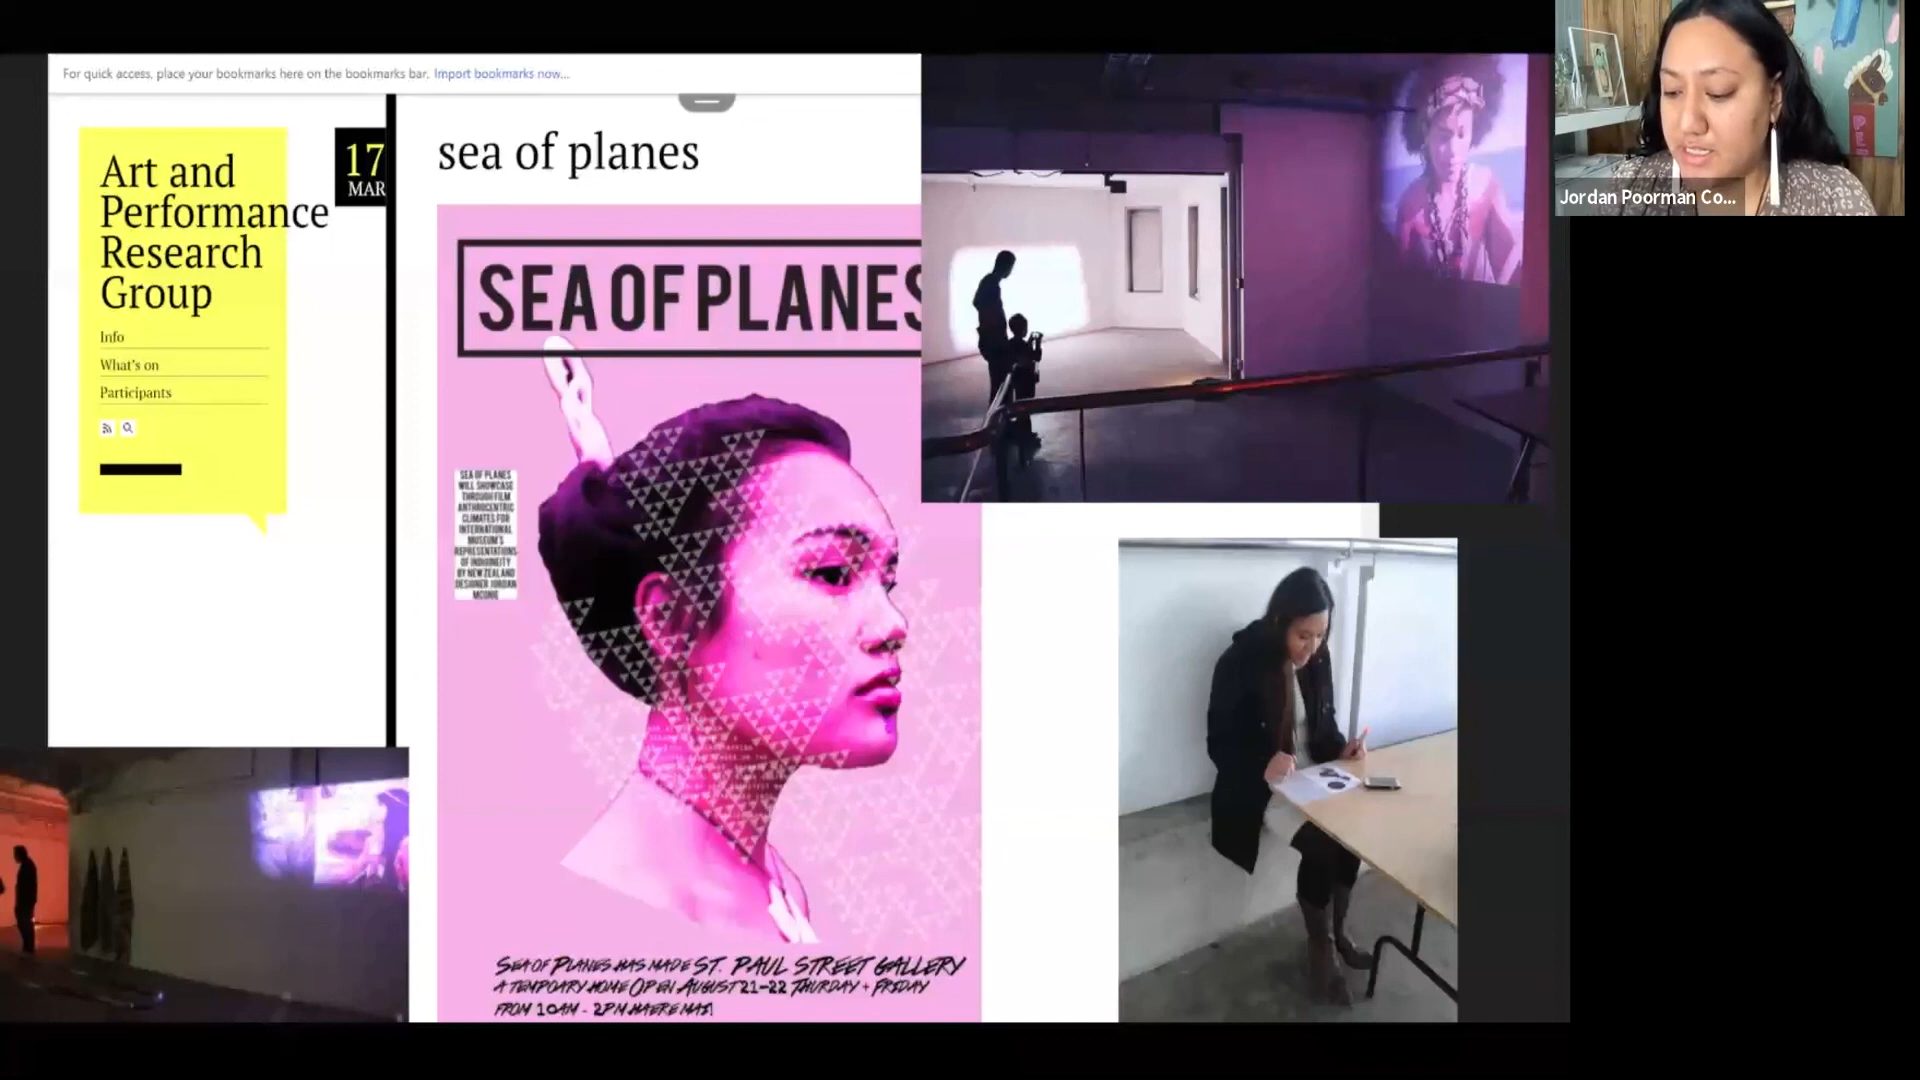 For quick access, place your bookmarks here on the bookmarks bar. Import bookmarks now...
Art and
Performance
Research
Group
Info
What's on
Participants
17
MAR
sea of planes
SEA OF PLANES
SEA OF PLANES
WILL SHOWCASE
THROUGH FILM
ANTHROCENTRIC
CLIMATES FOR
INTERNATIONAL
MUSEUM'S
REPRESENTATIONS
OF INDIGNEITY
BY NEW ZEALAND
DESIGNER JORDAN
SEA OF PLANES HAS MADE ST. PAUL STREET GALLERY
A TEMPOARY HOME OPEN AUGUST 21-22 THURDAY + FRIDAY
FROM 10AM - 2PM HAERE MAI
Jordan Poorman Co...